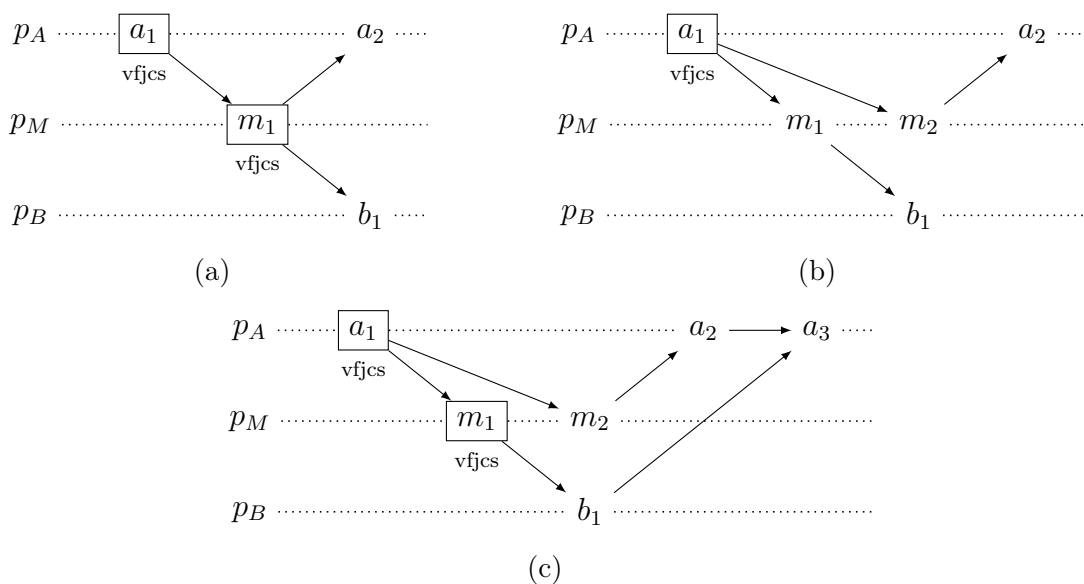 p_A a_1 a_2
vfjcs
p_M m_1
vfjcs
p_B b_1
(a)
p_A a_1 a_2
vfjcs
p_M m_1 m_2
p_B b_1
(b)
p_A a_1 a_2 a_3
vfjcs
p_M m_1 m_2
vfjcs
p_B b_1
(c)